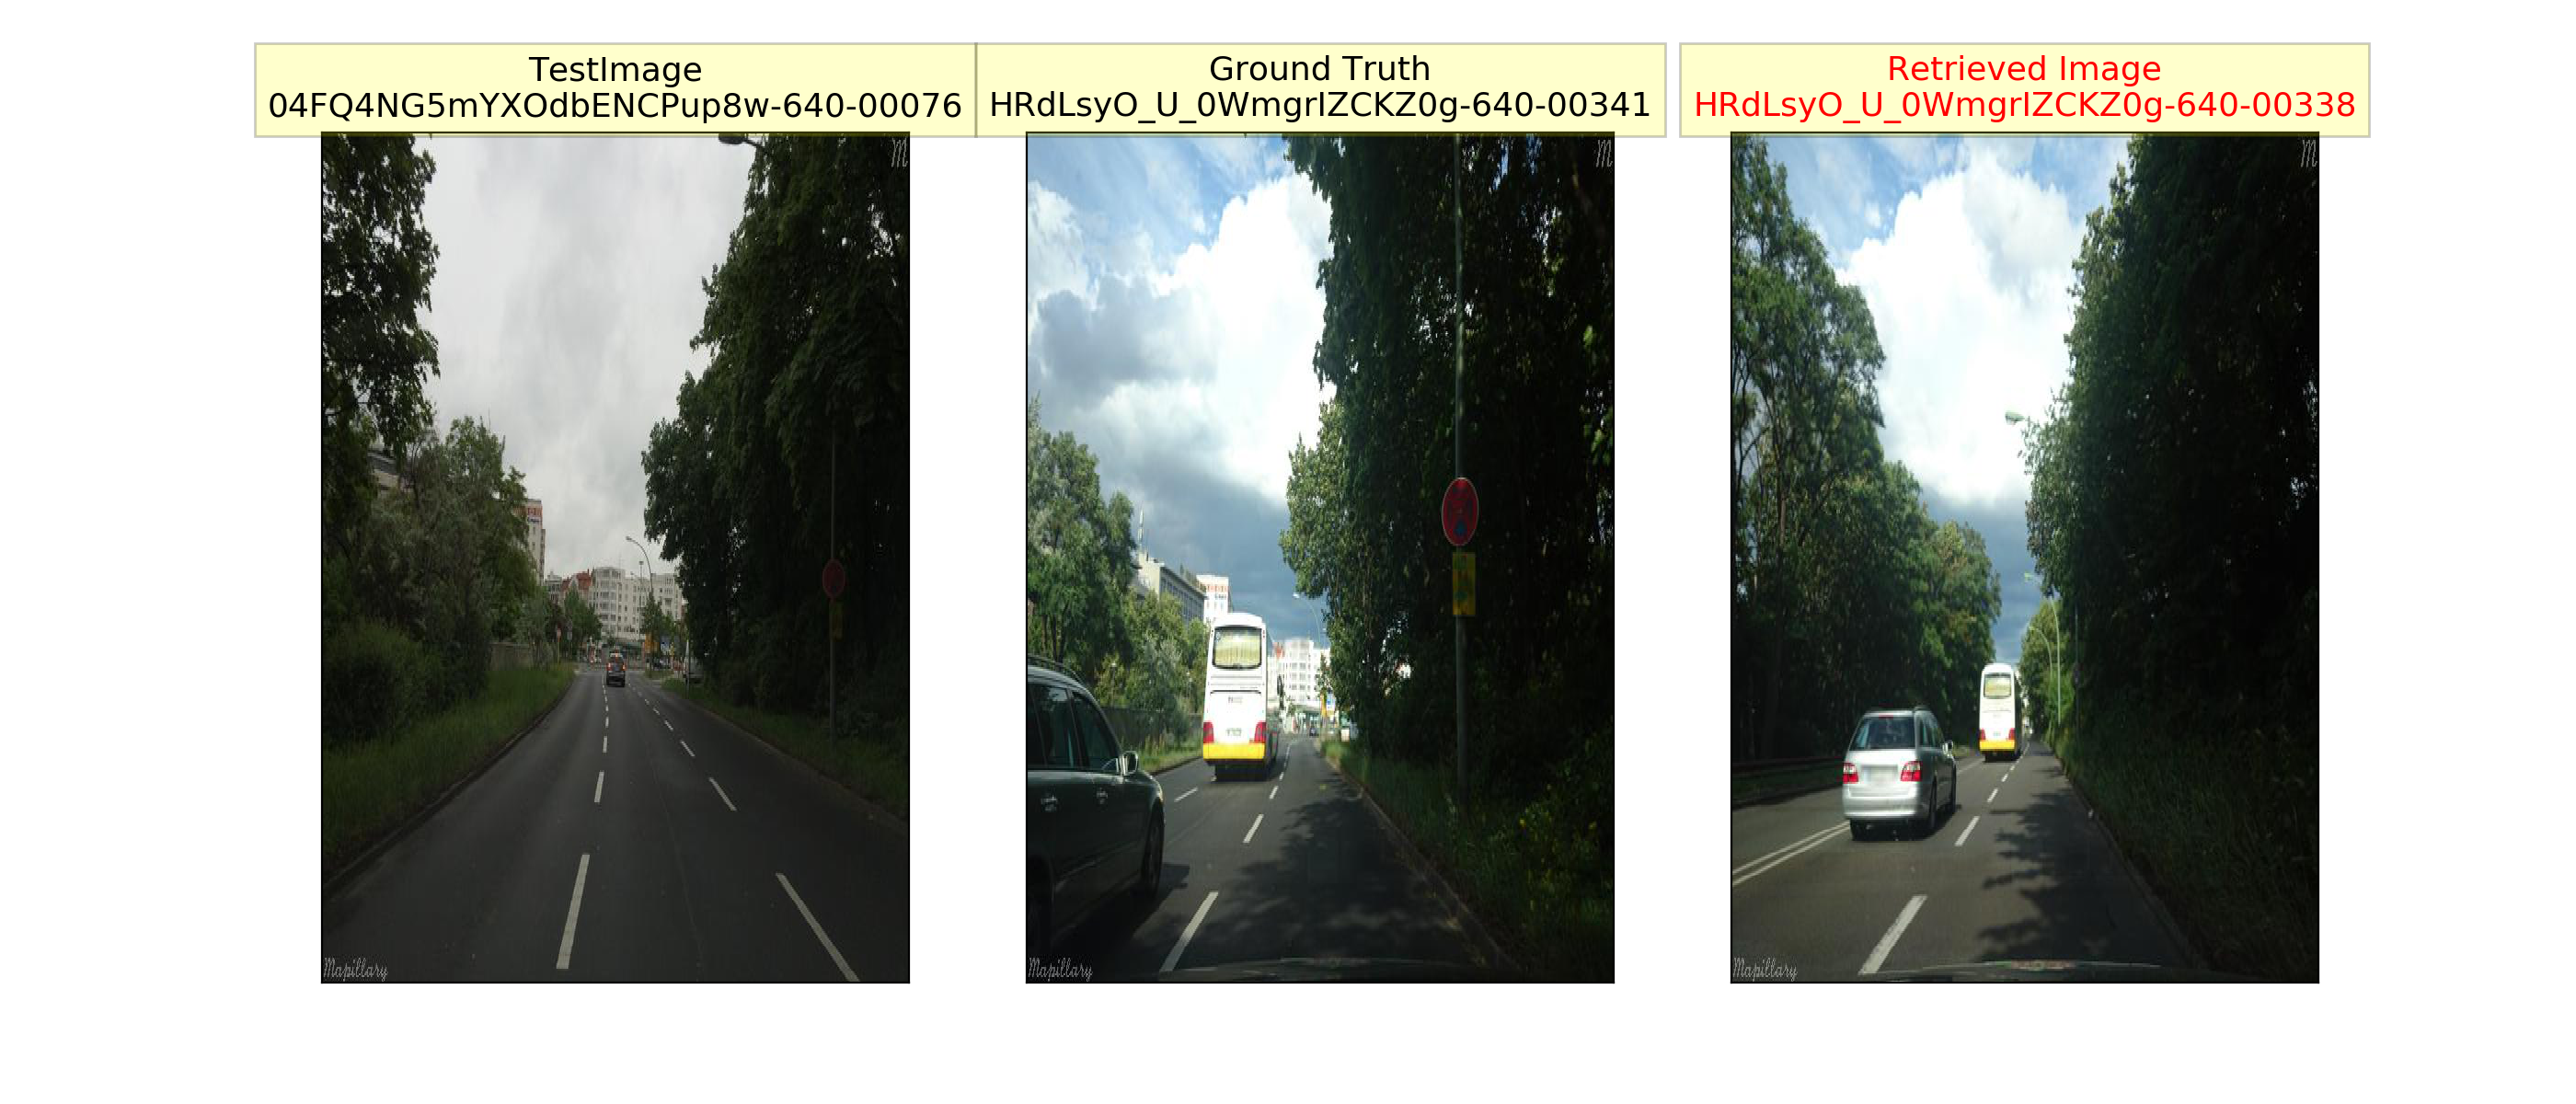 TestImage
04FQ4NG5mYXOdbENCPup8w-640-00076
Ground Truth
HRdLsyO_U_0WmgrIZCKZ0g-640-00341
Retrieved Image
HRdLsyO_U_0WmgrIZCKZ0g-640-00338
M
M
M
Mapillary
Mapillary
Mapillary